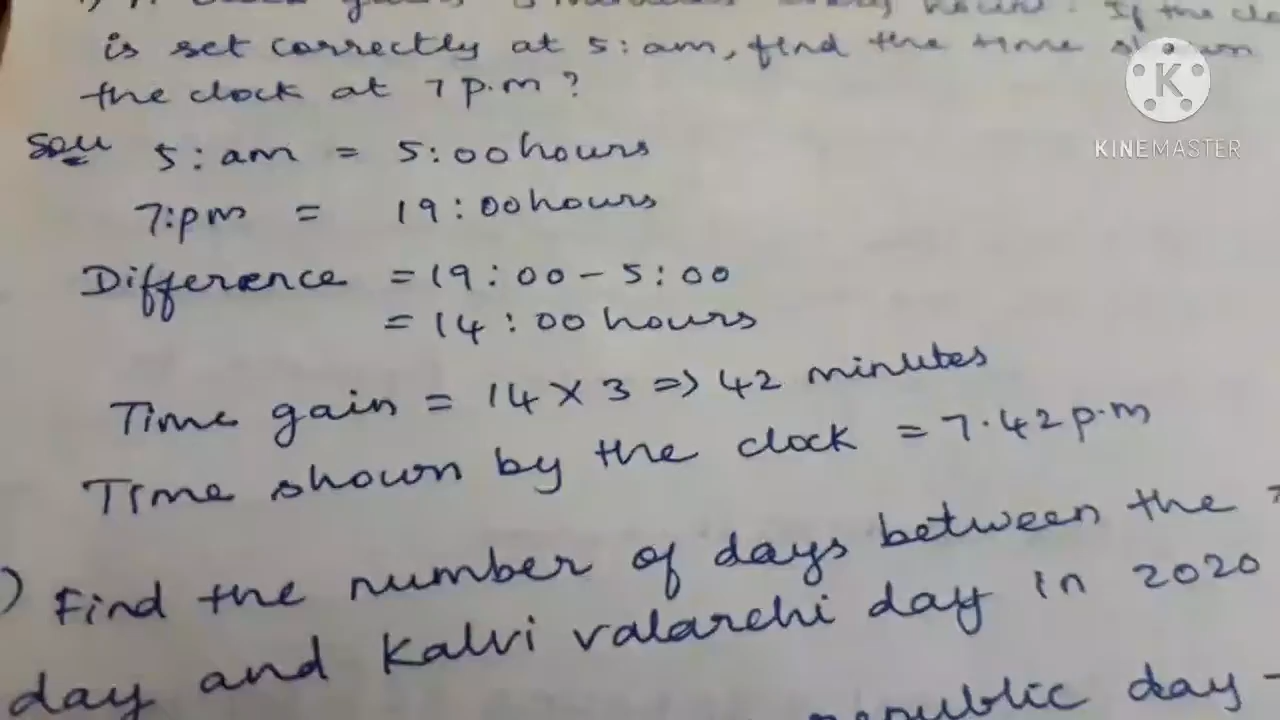 is set correctly at 5:am, find the time
the clock at 7 p.m?
Solu 5:am = 5:00 hours
7:pm = 19:00 hours
Difference = 19:00 - 5:00
= 14:00 hours
Time gain = 14 x 3 => 42 minutes
Time shown by the clock = 7.42 p.m
) Find the number of days between the
day and Kalvi valarchi day in 2020
republic day -
K
KINEMASTER